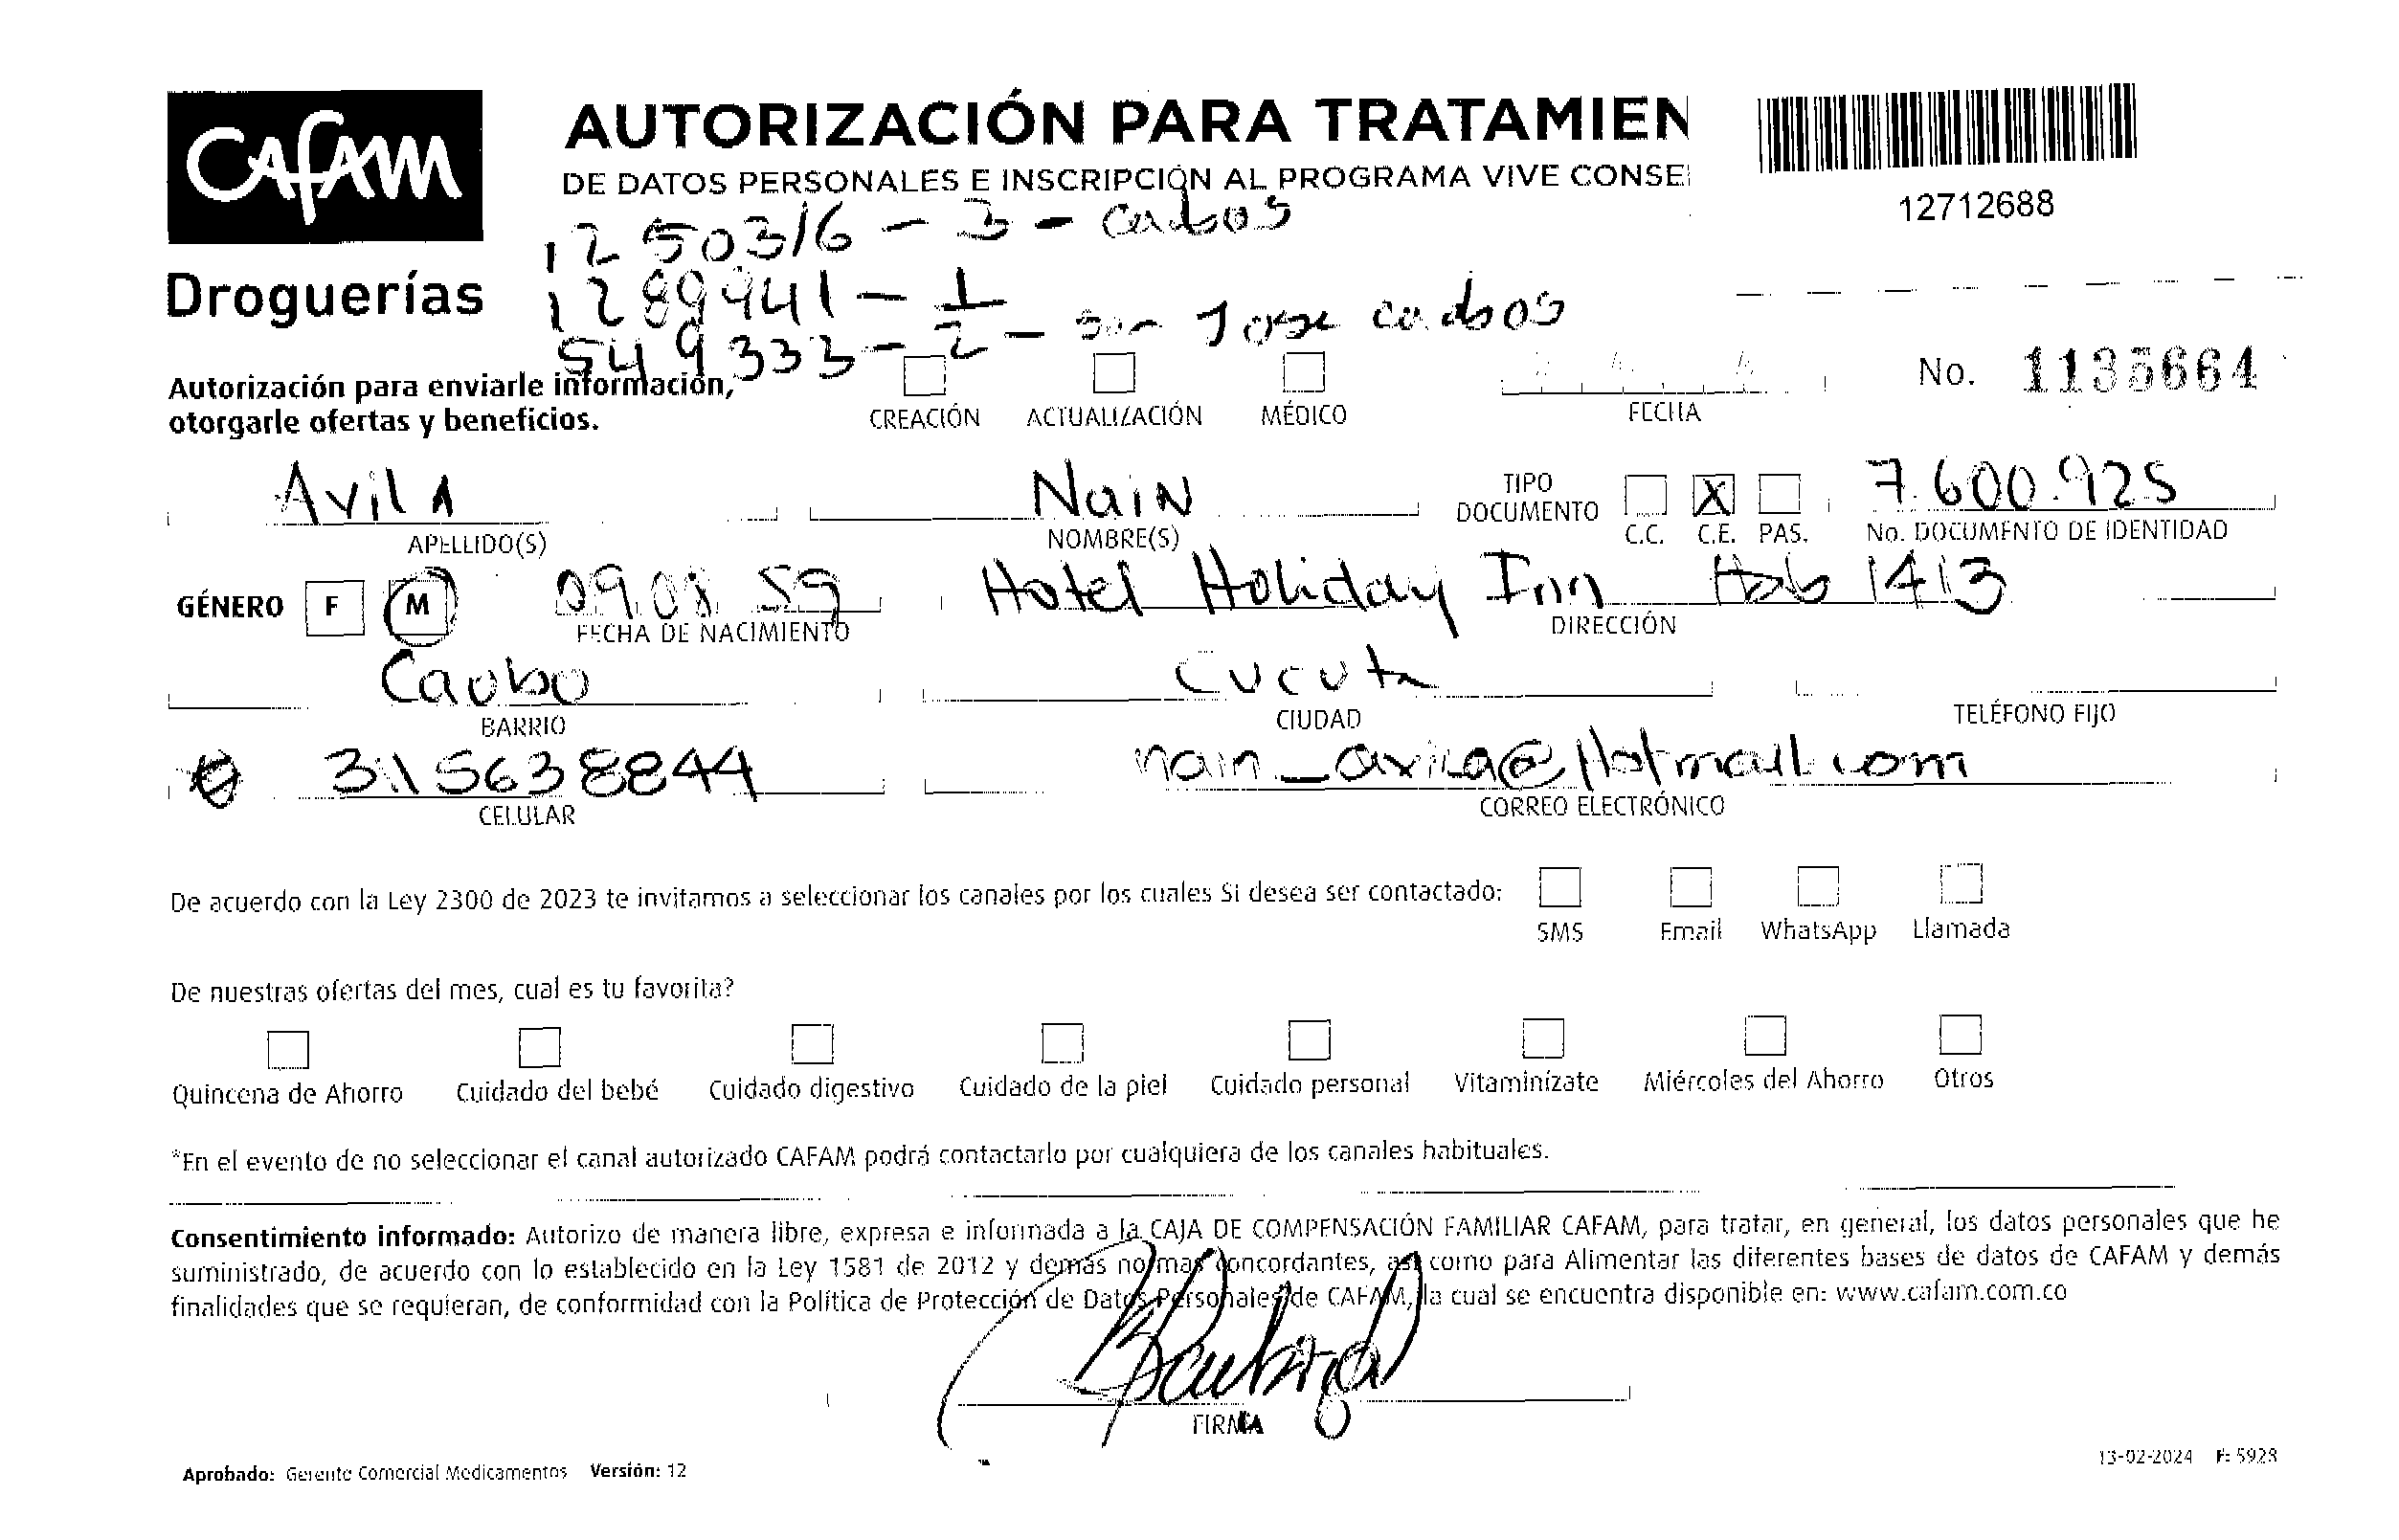 CAFAM
Droguerías
AUTORIZACIÓN PARA TRATAMIEN
DE DATOS PERSONALES E INSCRIPCIÓN AL PROGRAMA VIVE CONSE
12712688
1250316 - 3 - cabos
1289941 - 1
549333 - 2 - san Jose cabos
Autorización para enviarle información,
otorgarle ofertas y beneficios.
CREACIÓN ACTUALIZACIÓN MÉDICO
FECHA
No. 1135664
Avila
APELLIDO(S)
Nain
NOMBRE(S)
TIPO
DOCUMENTO
C.C. X C.E. PAS.
7.600.925
No. DOCUMENTO DE IDENTIDAD
GÉNERO F M
09.08.59
FECHA DE NACIMIENTO
Hotel Holiday Inn Hab 1413
DIRECCIÓN
Caobo
BARRIO
Cucuta
CIUDAD
TELÉFONO FIJO
315638844
CELULAR
nain_avila@Hotmail.com
CORREO ELECTRÓNICO
De acuerdo con la Ley 2300 de 2023 te invitamos a seleccionar los canales por los cuales Si desea ser contactado:
SMS Email WhatsApp Llamada
De nuestras ofertas del mes, cual es tu favorita?
Quincena de Ahorro Cuidado del bebé Cuidado digestivo Cuidado de la piel Cuidado personal Vitaminízate Miércoles del Ahorro Otros
*En el evento de no seleccionar el canal autorizado CAFAM podrá contactarlo por cualquiera de los canales habituales.
Consentimiento informado: Autorizo de manera libre, expresa e informada a la CAJA DE COMPENSACIÓN FAMILIAR CAFAM, para tratar, en general, los datos personales que he
suministrado, de acuerdo con lo establecido en la Ley 1581 de 2012 y demás normas concordantes, así como para Alimentar las diferentes bases de datos de CAFAM y demás
finalidades que se requieran, de conformidad con la Política de Protección de Datos Personales de CAFAM, la cual se encuentra disponible en: www.cafam.com.co
FIRMA
Aprobado: Gerente Comercial Medicamentos Versión: 12
13-02-2024 F: 5928